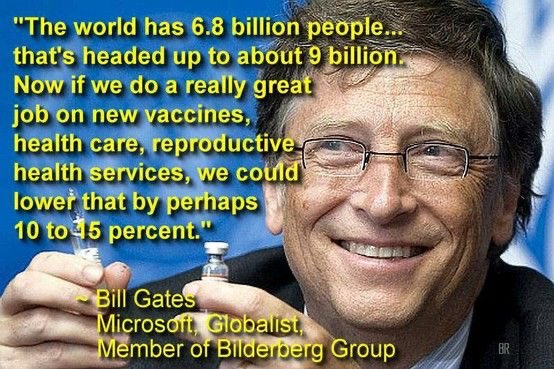 "The world has 6.8 billion people...
that's headed up to about 9 billion.
Now if we do a really great
job on new vaccines,
health care, reproductive
health services, we could
lower that by perhaps
10 to 15 percent."
~ Bill Gates
Microsoft, Globalist,
Member of Bilderberg Group
BR